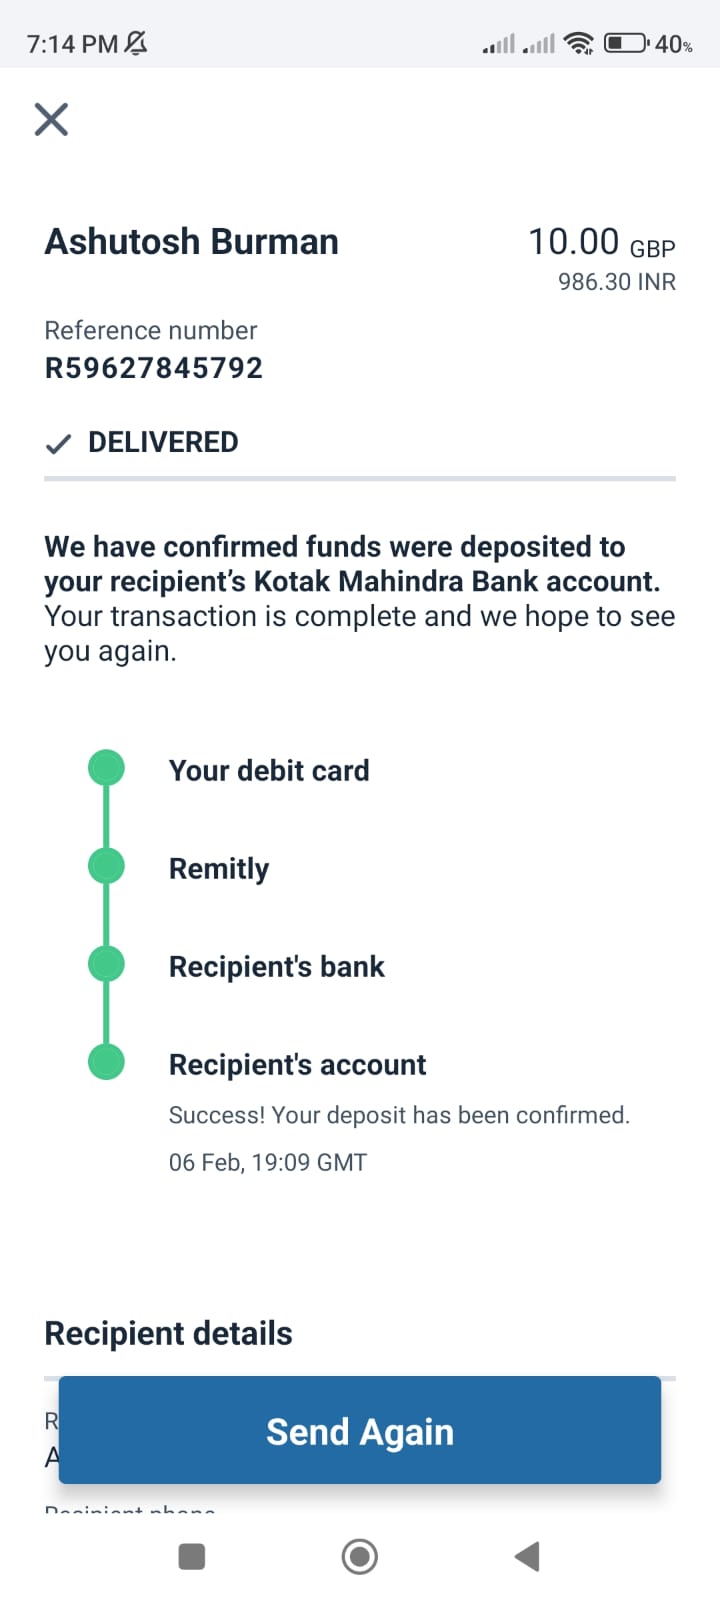 7:14 PM
40%
Ashutosh Burman
10.00 GBP
986.30 INR
Reference number
R59627845792
DELIVERED
We have confirmed funds were deposited to
your recipient's Kotak Mahindra Bank account.
Your transaction is complete and we hope to see
you again.
Your debit card
Remitly
Recipient's bank
Recipient's account
Success! Your deposit has been confirmed.
06 Feb, 19:09 GMT
Recipient details
Send Again